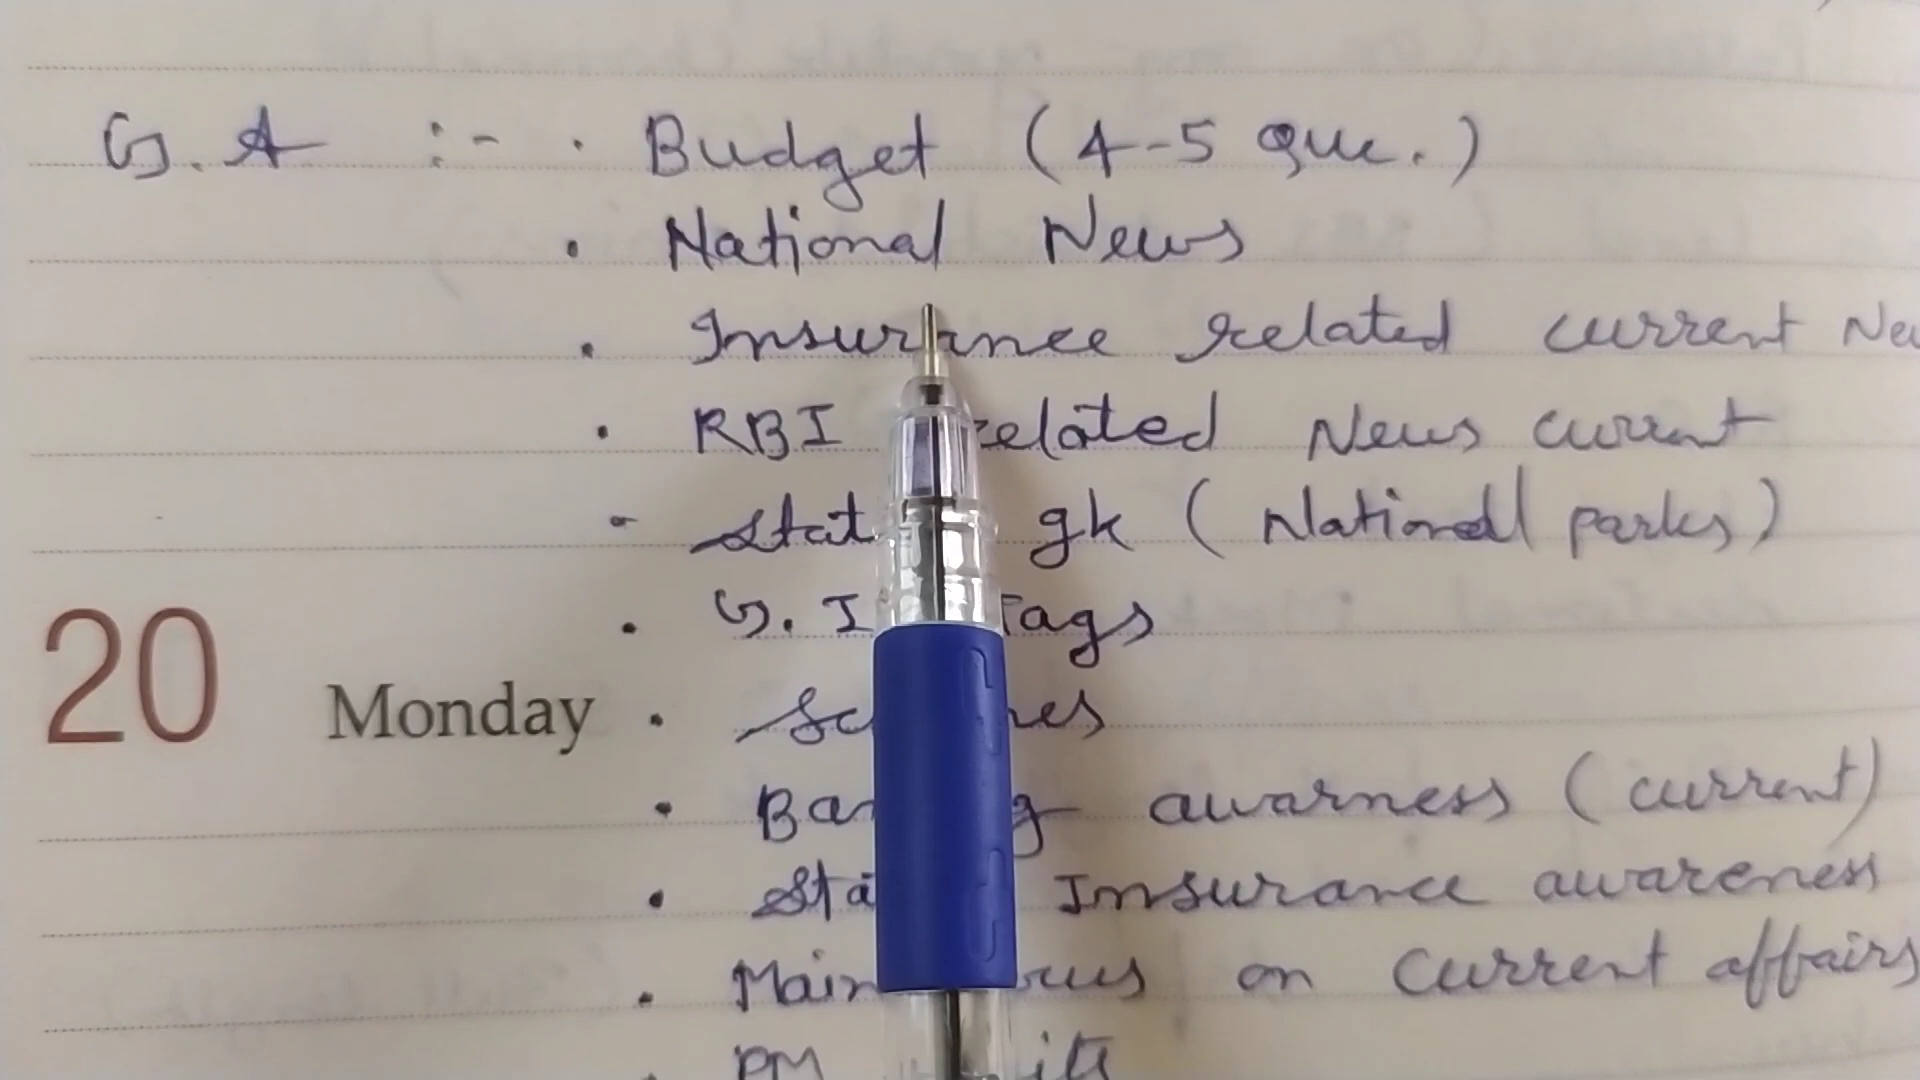 G.A :- • Budget (4-5 que.)
• National News
• Insurance related current
• RBI related News current
• gk (National parks)
• G.I Tags
20 Monday •
• awarness (current)
• Insurance awareness
• on Current affairs
• PM